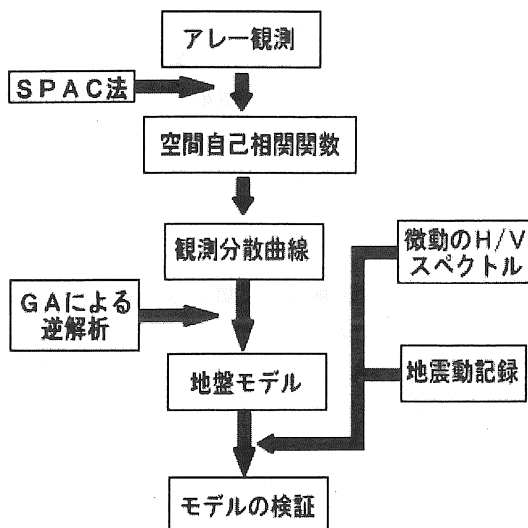 アレー観測
SPAC法
空間自己相関関数
観測分散曲線
微動のH/V
スペクトル
GAによる
逆解析
地盤モデル
地震動記録
モデルの検証